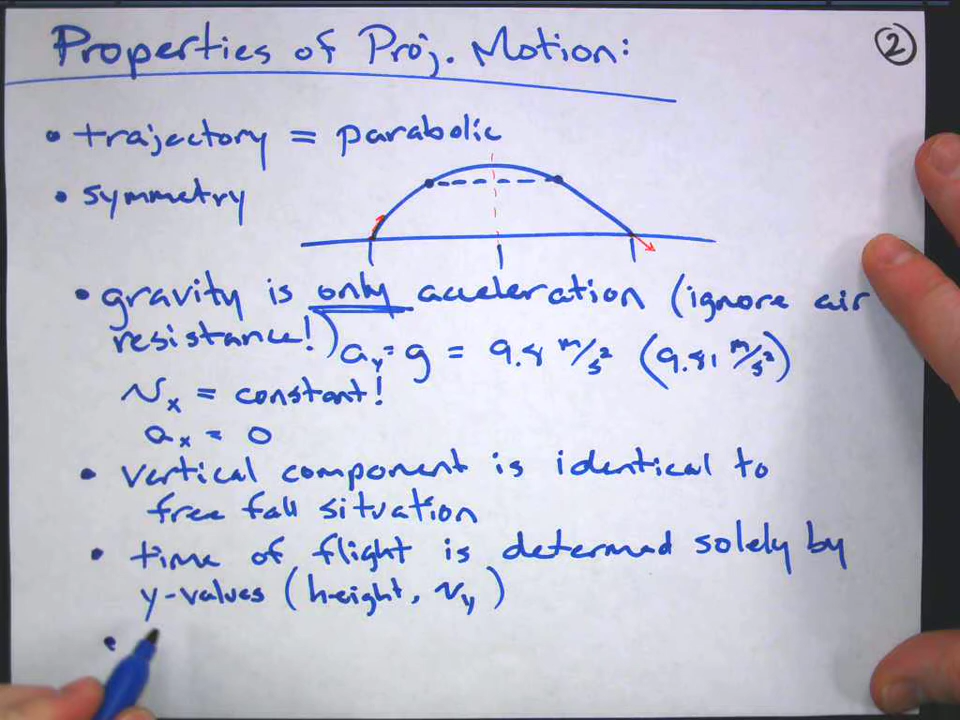 Properties of Proj. Motion:
2
• trajectory = parabolic
• symmetry
• gravity is only acceleration (ignore air
resistance!) ay = g = 9.8 m/s² (9.81 m/s²)
vx = constant!
ax = 0
• vertical component is identical to
free fall situation
• time of flight is determed solely by
y-values (height, vy)
•